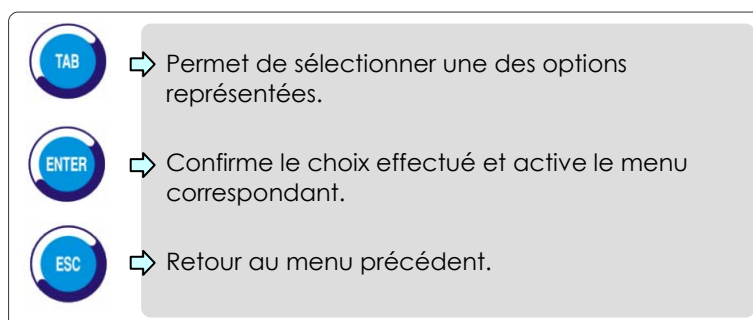 TAB
Permet de sélectionner une des options
représentées.
ENTER
Confirme le choix effectué et active le menu
correspondant.
ESC
Retour au menu précédent.